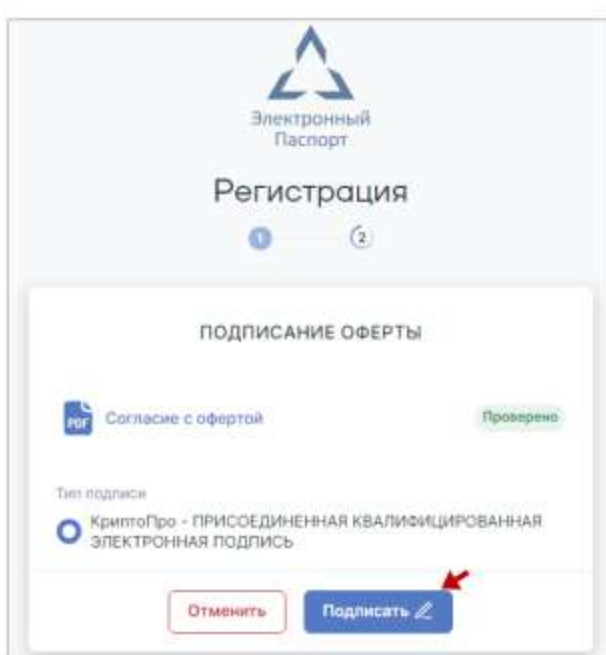 Электронный
Паспорт
Регистрация
1 2
ПОДПИСАНИЕ ОФЕРТЫ
PDF Согласие с офертой Проверено
Тип подписи
КриптоПро - ПРИСОЕДИНЕННАЯ КВАЛИФИЦИРОВАННАЯ
ЭЛЕКТРОННАЯ ПОДПИСЬ
Отменить Подписать